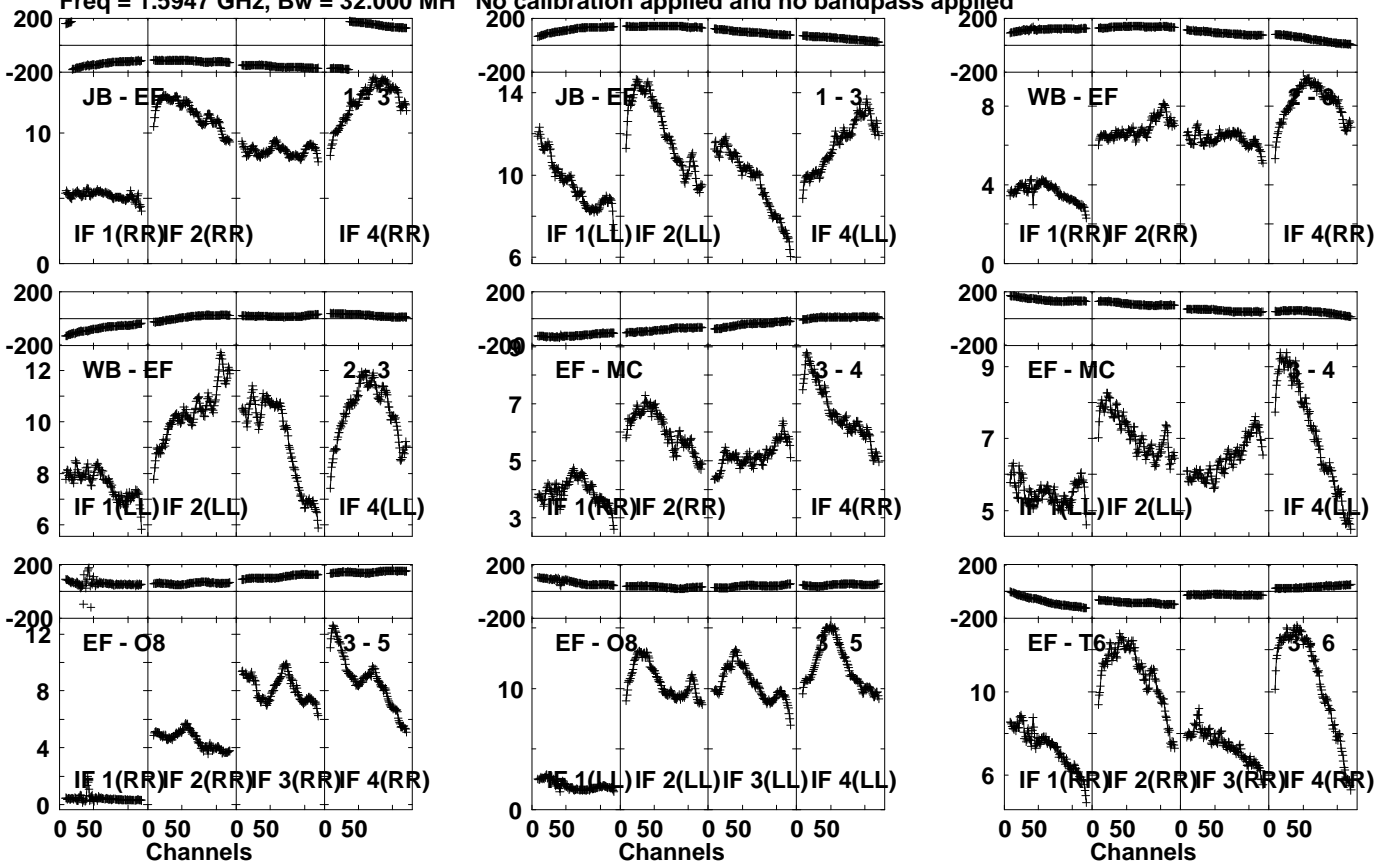 Freq = 1.5947 GHz, Bw = 32.000 MH No calibration applied and no bandpass applied
200
-200
JB - EF 1 - 3
10
IF 1(RR) IF 2(RR) IF 4(RR)
0
JB - EF 1 - 3
14
10
IF 1(LL) IF 2(LL) IF 4(LL)
6
200
-200
WB - EF 2 - 3
8
4
IF 1(RR) IF 2(RR) IF 4(RR)
0
200
-200
WB - EF 2 - 3
12
10
8
IF 1(LL) IF 2(LL) IF 4(LL)
6
200
-200
9
EF - MC 3 - 4
7
5
IF 1(RR) IF 2(RR) IF 4(RR)
3
200
-200
9
EF - MC 3 - 4
7
IF 1(LL) IF 2(LL) IF 4(LL)
5
200
-200
12
EF - O8 3 - 5
8
4
IF 1(RR) IF 2(RR) IF 3(RR) IF 4(RR)
0
0 50 0 50 0 50 0 50
Channels
200
-200
EF - O8 3 - 5
10
IF 1(LL) IF 2(LL) IF 3(LL) IF 4(LL)
0
0 50 0 50 0 50 0 50
Channels
200
-200
EF - T6 3 - 6
10
6
IF 1(RR) IF 2(RR) IF 3(RR) IF 4(RR)
0 50 0 50 0 50 0 50
Channels